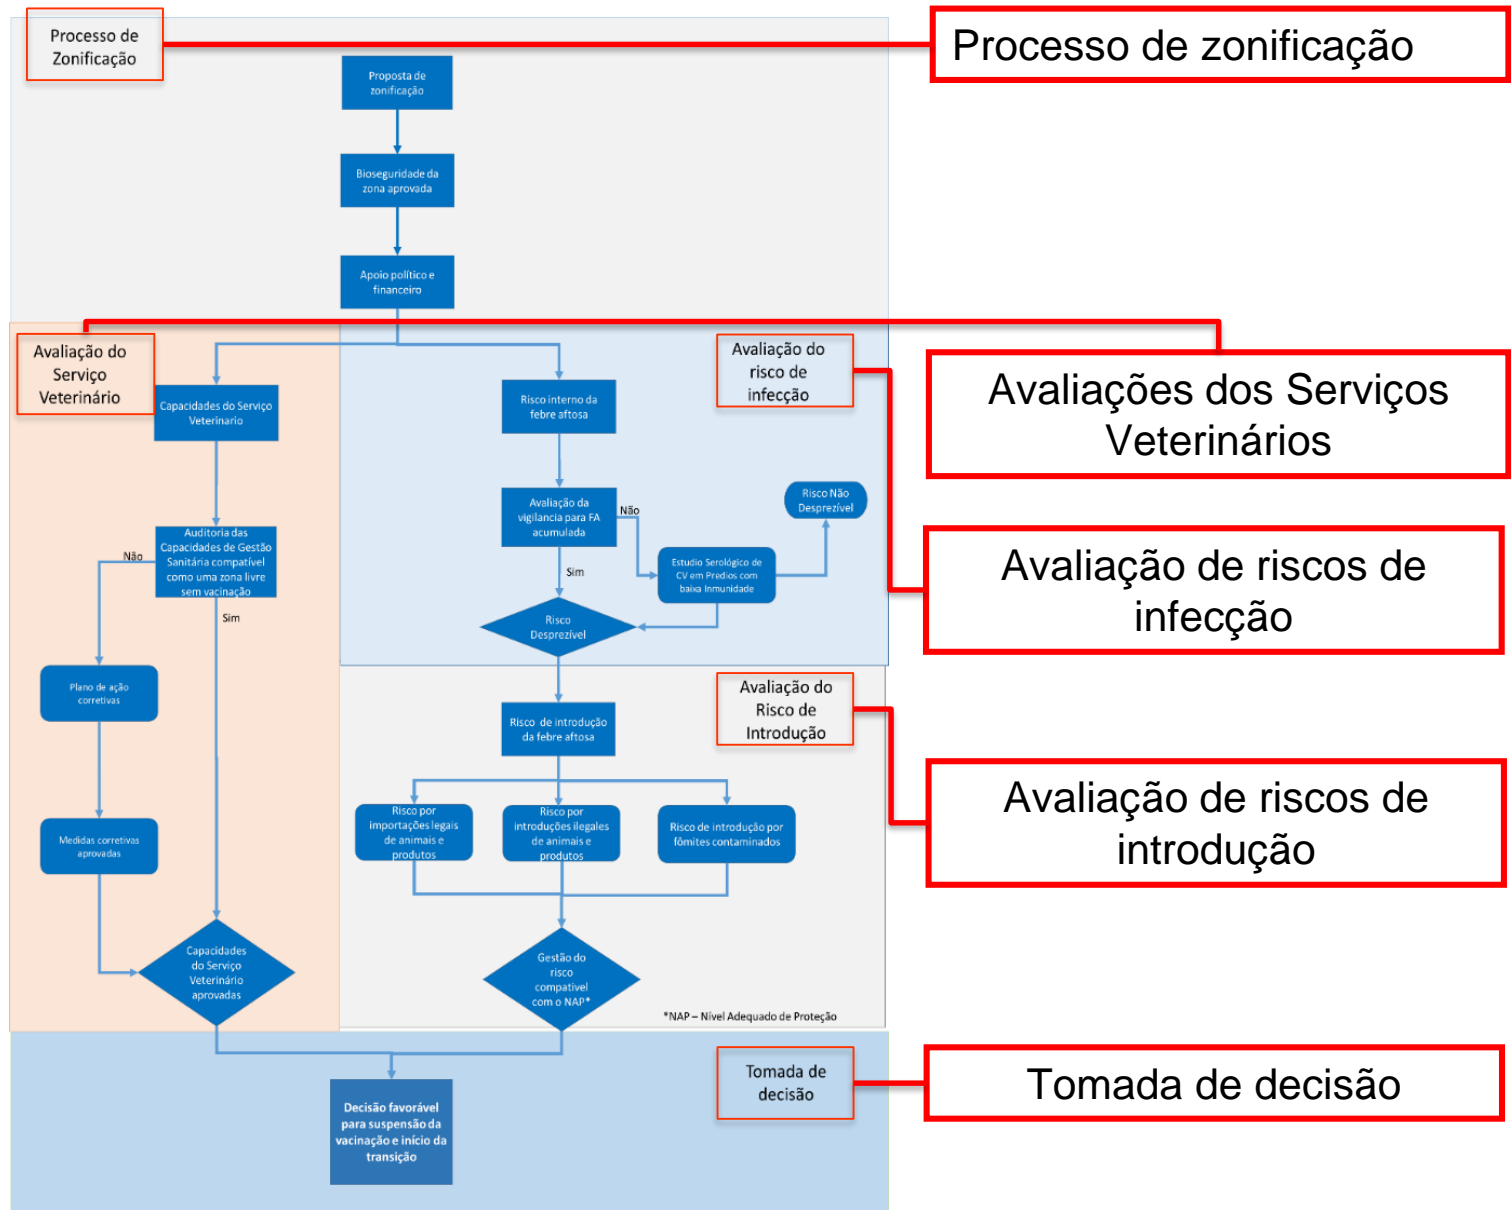 Processo de
Zonificação
Processo de zonificação
Proposta de
zonificação
Bioseguridade da
zona aprovada
Apoio político e
financeiro
Avaliação do
Serviço
Veterinário
Avaliação do
risco de
infecção
Avaliações dos Serviços
Veterinários
Capacidades do Serviço
Veterinario
Risco interno da
febre aftosa
Avaliação da
vigilancia para FA
acumulada
Não
Risco Não
Desprezível
Auditoria das
Capacidades de Gestão
Sanitária compatível
como uma zona livre
sem vacinação
Não
Sim
Sim
Estudio Serológico de
CV em Predios com
baixa Inmunidade
Avaliação de riscos de
infecção
Risco
Desprezível
Plano de ação
corretivas
Risco de introdução
da febre aftosa
Avaliação do
Risco de
Introdução
Avaliação de riscos de
introdução
Medidas corretivas
aprovadas
Risco por
importações legais
de animais e
produtos
Risco por
introduções ilegales
de animais e
produtos
Risco de introdução por
fômites contaminados
Capacidades
do Serviço
Veterinário
aprovadas
Gestão do
risco
compatível
com o NAP*
*NAP – Nível Adequado de Proteção
Tomada de
decisão
Tomada de decisão
Decisão favorável
para suspensão da
vacinação e início da
transição